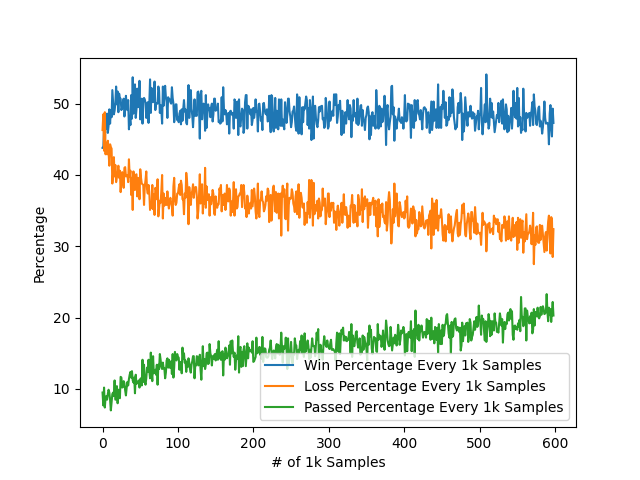 50
40
30
20
10
Percentage
0 100 200 300 400 500 600
# of 1k Samples
Win Percentage Every 1k Samples
Loss Percentage Every 1k Samples
Passed Percentage Every 1k Samples